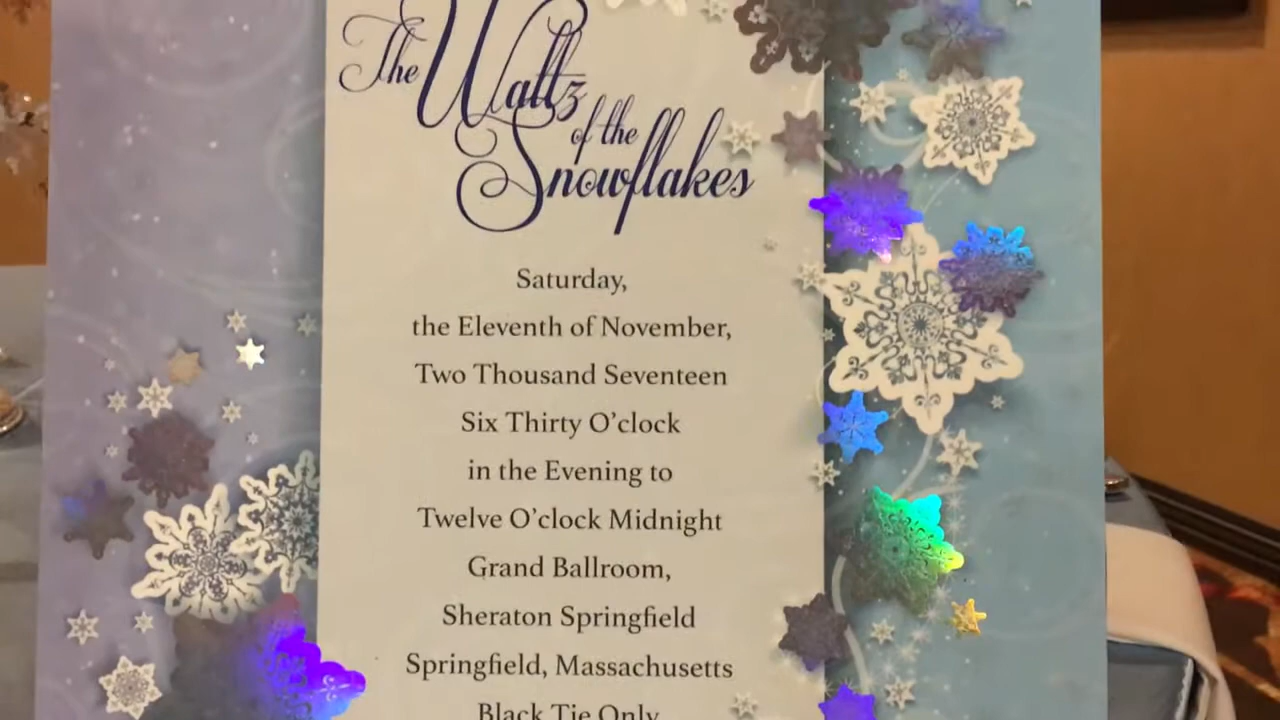 The Waltz
of the
Snowflakes
Saturday,
the Eleventh of November,
Two Thousand Seventeen
Six Thirty O'clock
in the Evening to
Twelve O'clock Midnight
Grand Ballroom,
Sheraton Springfield
Springfield, Massachusetts
Black Tie Only